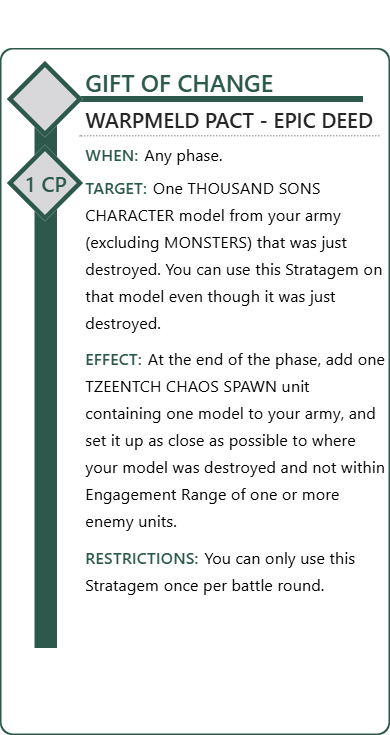 GIFT OF CHANGE
WARPMELD PACT - EPIC DEED
WHEN: Any phase.
1 CP
TARGET: One THOUSAND SONS
CHARACTER model from your army
(excluding MONSTERS) that was just
destroyed. You can use this Stratagem on
that model even though it was just
destroyed.
EFFECT: At the end of the phase, add one
TZEENTCH CHAOS SPAWN unit
containing one model to your army, and
set it up as close as possible to where
your model was destroyed and not within
Engagement Range of one or more
enemy units.
RESTRICTIONS: You can only use this
Stratagem once per battle round.